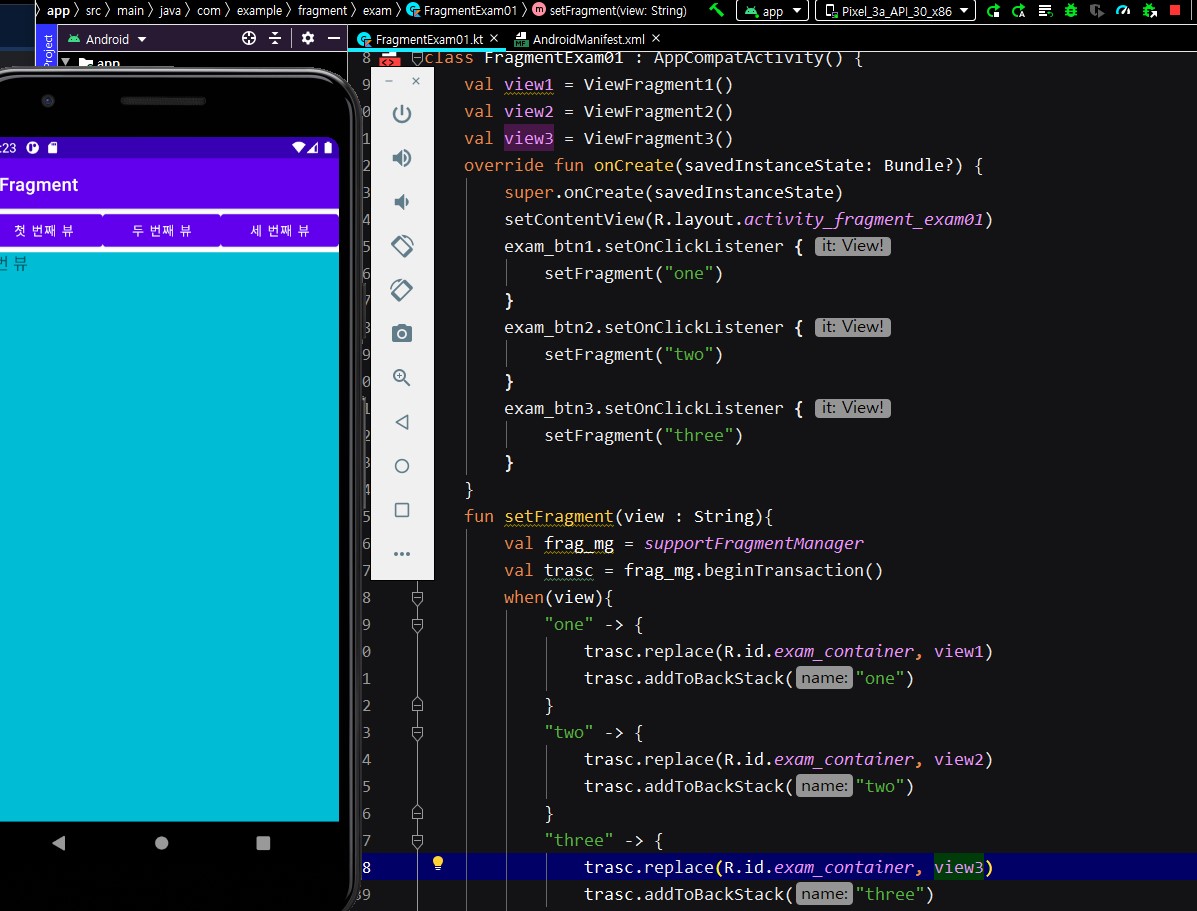 app
src
main
java
com
example
fragment
exam
FragmentExam01
setFragment(view: String)
app
Pixel_3a_API_30_x86
Project
Android
app
FragmentExam01.kt
AndroidManifest.xml
:23
Fragment
첫 번째 뷰
두 번째 뷰
세 번째 뷰
번 뷰
8 class FragmentExam01 : AppCompatActivity() {
9 val view1 = ViewFragment1()
0 val view2 = ViewFragment2()
1 val view3 = ViewFragment3()
2 override fun onCreate(savedInstanceState: Bundle?) {
3 super.onCreate(savedInstanceState)
4 setContentView(R.layout.activity_fragment_exam01)
5 exam_btn1.setOnClickListener { it: View!
6 setFragment("one")
7 }
8 exam_btn2.setOnClickListener { it: View!
9 setFragment("two")
0 }
1 exam_btn3.setOnClickListener { it: View!
2 setFragment("three")
3 }
4 }
5 fun setFragment(view : String){
6 val frag_mg = supportFragmentManager
7 val trasc = frag_mg.beginTransaction()
8 when(view){
9 "one" -> {
0 trasc.replace(R.id.exam_container, view1)
1 trasc.addToBackStack( name: "one")
2 }
3 "two" -> {
4 trasc.replace(R.id.exam_container, view2)
5 trasc.addToBackStack( name: "two")
6 }
7 "three" -> {
8 trasc.replace(R.id.exam_container, view3)
39 trasc.addToBackStack( name: "three")